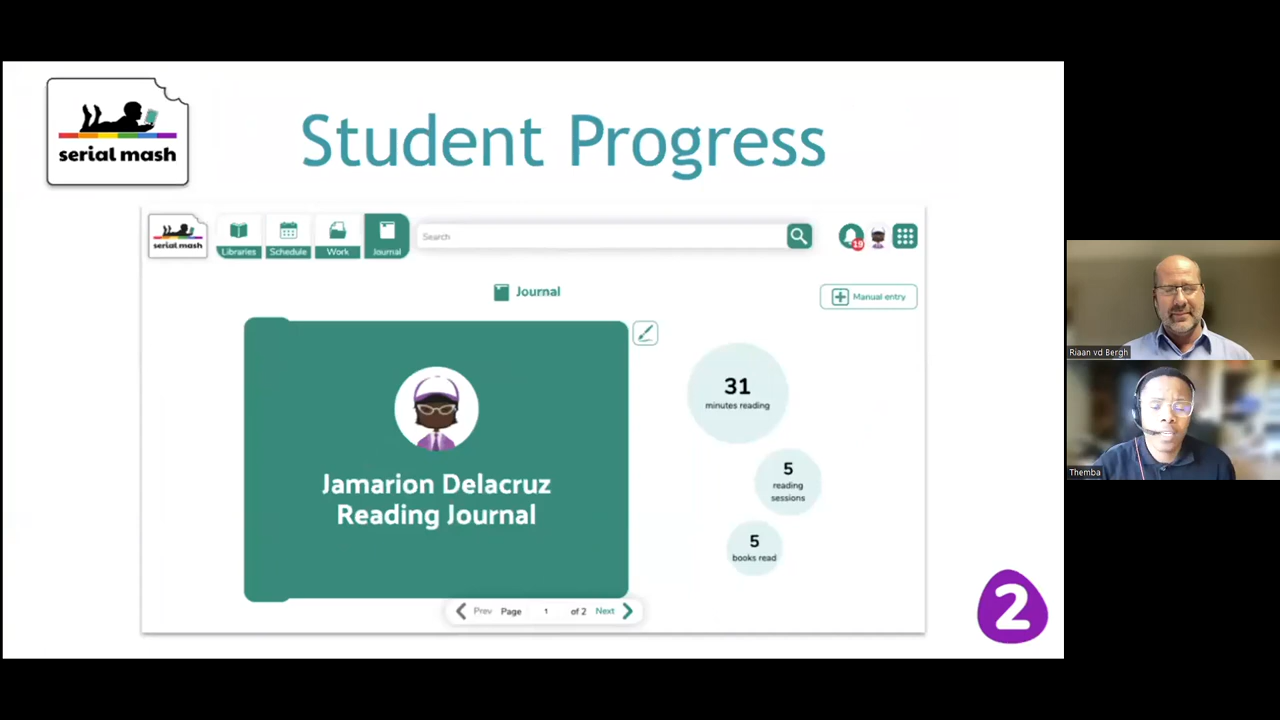 serial mash
Student Progress
serial mash
Libraries
Schedule
Work
Journal
Search
19
Journal
Manual entry
Jamarion Delacruz
Reading Journal
31
minutes reading
5
reading
sessions
5
books read
Prev Page 1 of 2 Next
2
Riaan vd Bergh
Themba